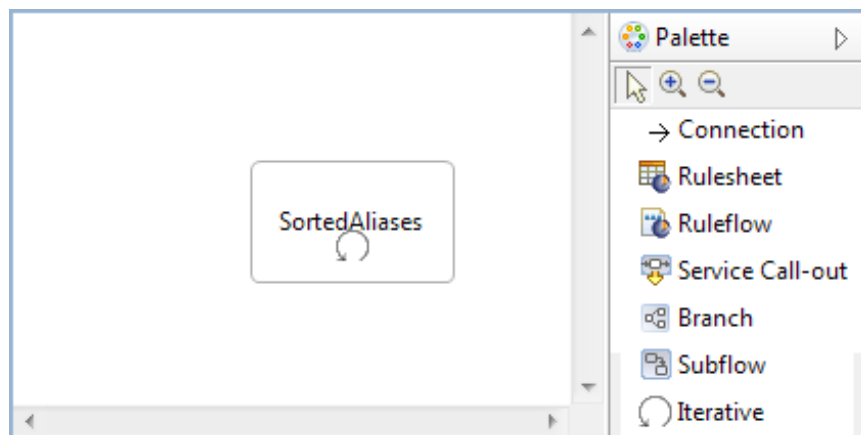 SortedAliases
Palette
Connection
Rulesheet
Ruleflow
Service Call-out
Branch
Subflow
Iterative